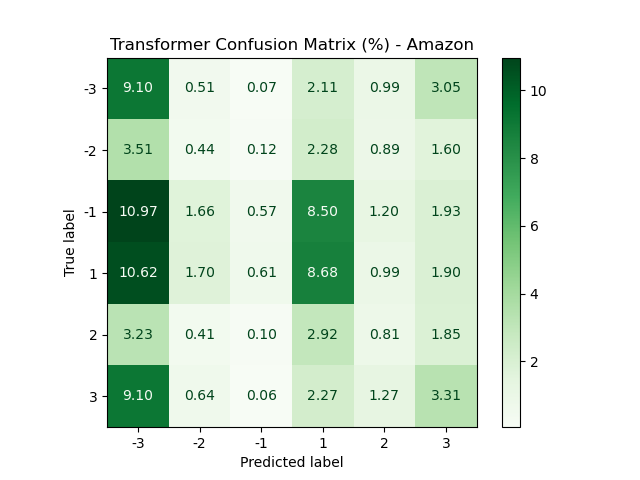 Transformer Confusion Matrix (%) - Amazon
-3 9.10 0.51 0.07 2.11 0.99 3.05
-2 3.51 0.44 0.12 2.28 0.89 1.60
-1 10.97 1.66 0.57 8.50 1.20 1.93
1 10.62 1.70 0.61 8.68 0.99 1.90
2 3.23 0.41 0.10 2.92 0.81 1.85
3 9.10 0.64 0.06 2.27 1.27 3.31
-3 -2 -1 1 2 3
Predicted label
True label
10
8
6
4
2